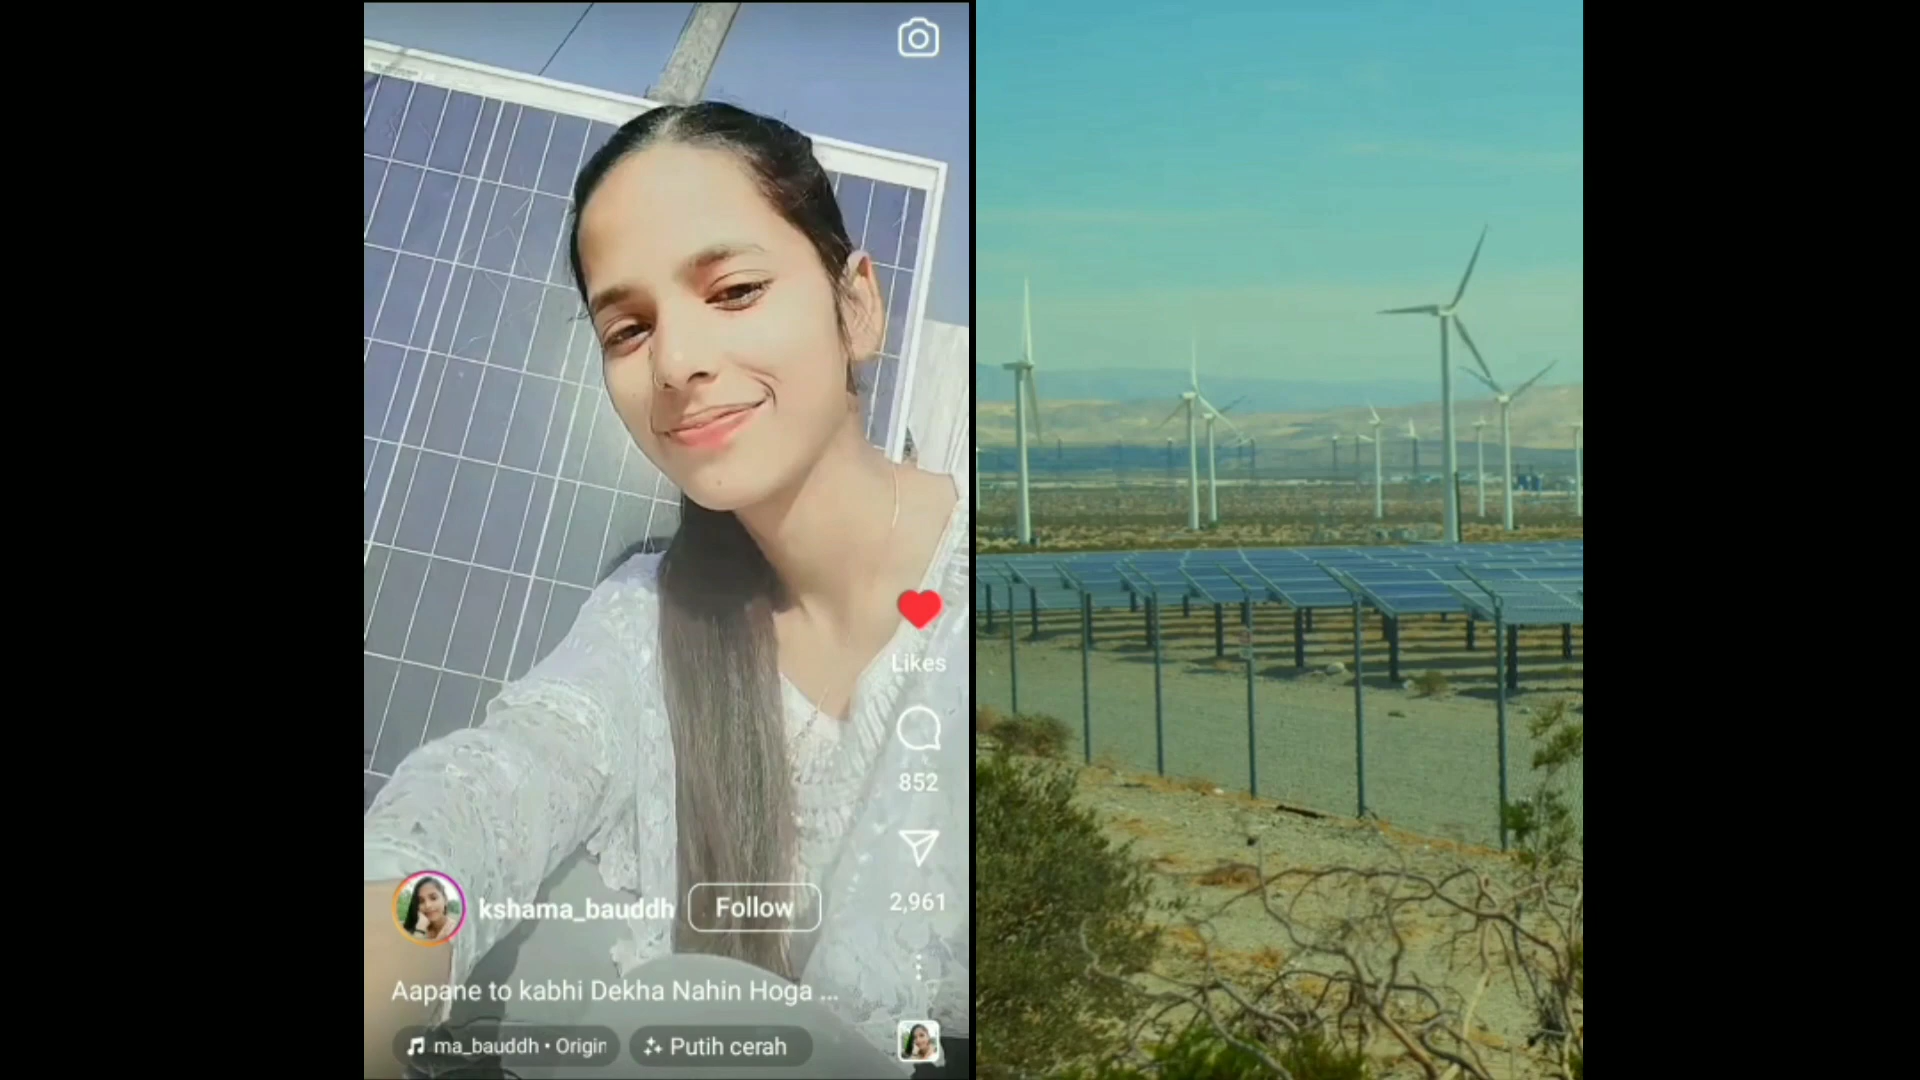 Likes
852
2,961
kshama_bauddh Follow
Aapane to kabhi Dekha Nahin Hoga ...
ma_bauddh • Origin Putih cerah